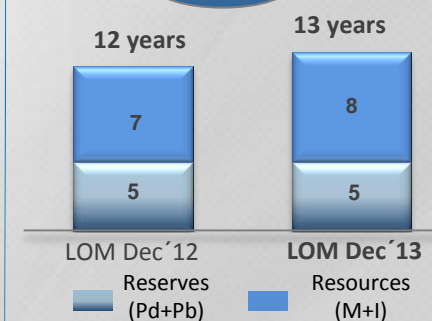 12 years
13 years
7
8
5
5
LOM Dec´12
LOM Dec´13
Reserves
(Pd+Pb)
Resources
(M+I)